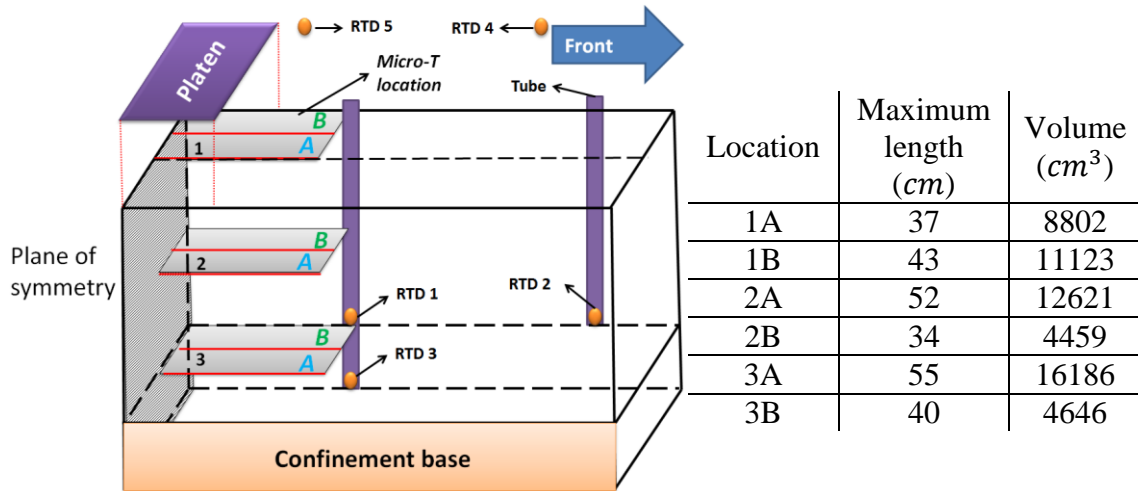 RTD 5
RTD 4
Front
Platen
Micro-T
location
Tube
B
1
A
B
2
A
Plane of
symmetry
RTD 1
RTD 2
B
3
A
RTD 3
Confinement base
Location Maximum length (cm) Volume (cm³)
1A 37 8802
1B 43 11123
2A 52 12621
2B 34 4459
3A 55 16186
3B 40 4646